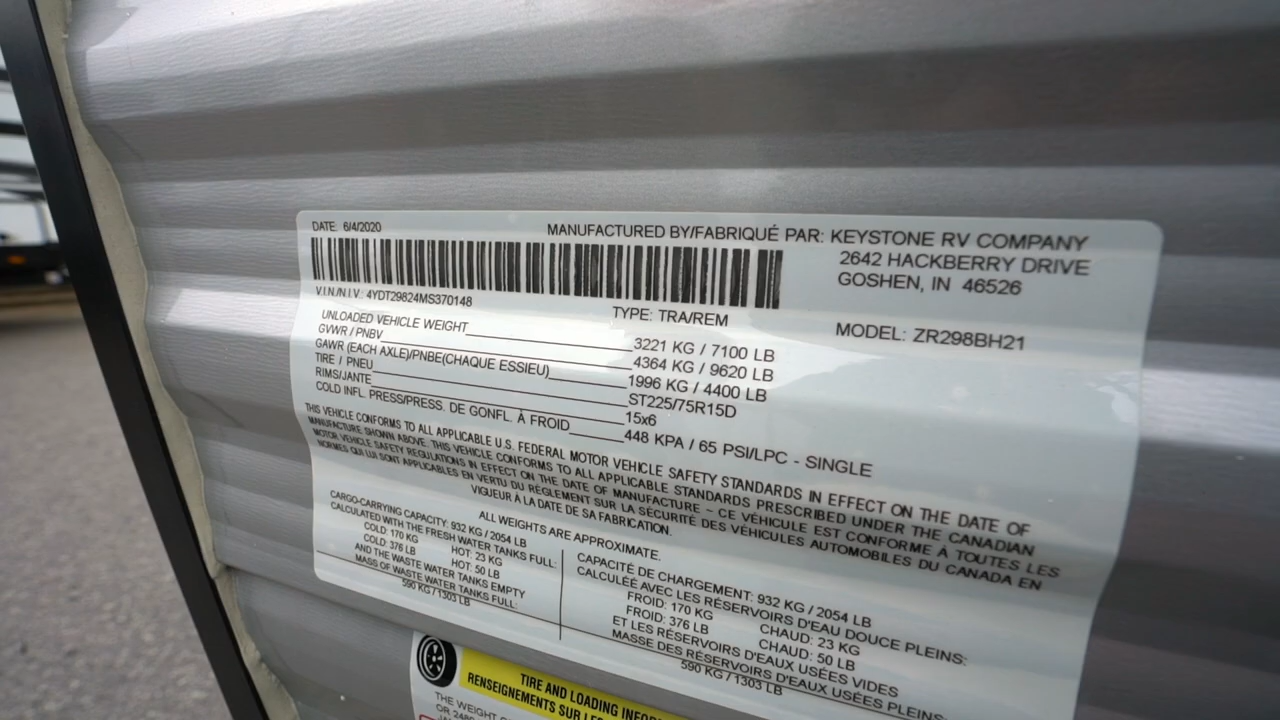 DATE: 6/4/2020
MANUFACTURED BY/FABRIQUÉ PAR: KEYSTONE RV COMPANY
2642 HACKBERRY DRIVE
GOSHEN, IN 46526
V.I.N./N.I.V. 4YDT29824MS370148
TYPE: TRA/REM
MODEL: ZR298BH21
UNLOADED VEHICLE WEIGHT 3221 KG / 7100 LB
GVWR / PNBV 4364 KG / 9620 LB
GAWR (EACH AXLE)/PNBE(CHAQUE ESSIEU) 1996 KG / 4400 LB
TIRE / PNEU ST225/75R15D
RIMS/JANTE 15x6
COLD INFL. PRESS/PRESS. DE GONFL. À FROID 448 KPA / 65 PSI/LPC - SINGLE
THIS VEHICLE CONFORMS TO ALL APPLICABLE U.S. FEDERAL MOTOR VEHICLE SAFETY STANDARDS IN EFFECT ON THE DATE OF
MANUFACTURE SHOWN ABOVE. THIS VEHICLE CONFORMS TO ALL APPLICABLE STANDARDS PRESCRIBED UNDER THE CANADIAN
MOTOR VEHICLE SAFETY REGULATIONS IN EFFECT ON THE DATE OF MANUFACTURE – CE VÉHICULE EST CONFORME À TOUTES LES
NORMES QUI LUI SONT APPLICABLES EN VERTU DU RÈGLEMENT SUR LA SÉCURITÉ DES VÉHICULES AUTOMOBILES DU CANADA EN
VIGUEUR À LA DATE DE SA FABRICATION.
ALL WEIGHTS ARE APPROXIMATE.
CARGO-CARRYING CAPACITY: 932 KG / 2054 LB
CALCULATED WITH THE FRESH WATER TANKS FULL:
COLD: 170 KG HOT: 23 KG
COLD: 376 LB HOT: 50 LB
AND THE WASTE WATER TANKS EMPTY
MASS OF WASTE WATER TANKS FULL:
590 KG / 1303 LB
CAPACITÉ DE CHARGEMENT: 932 KG / 2054 LB
CALCULÉE AVEC LES RÉSERVOIRS D'EAU DOUCE PLEINS:
FROID: 170 KG CHAUD: 23 KG
FROID: 376 LB CHAUD: 50 LB
ET LES RÉSERVOIRS D'EAUX USÉES VIDES
MASSE DES RÉSERVOIRS D'EAUX USÉES PLEINS:
590 KG / 1303 LB
TIRE AND LOADING
RENSEIGNEMENTS SUR
THE WEIGHT
OR